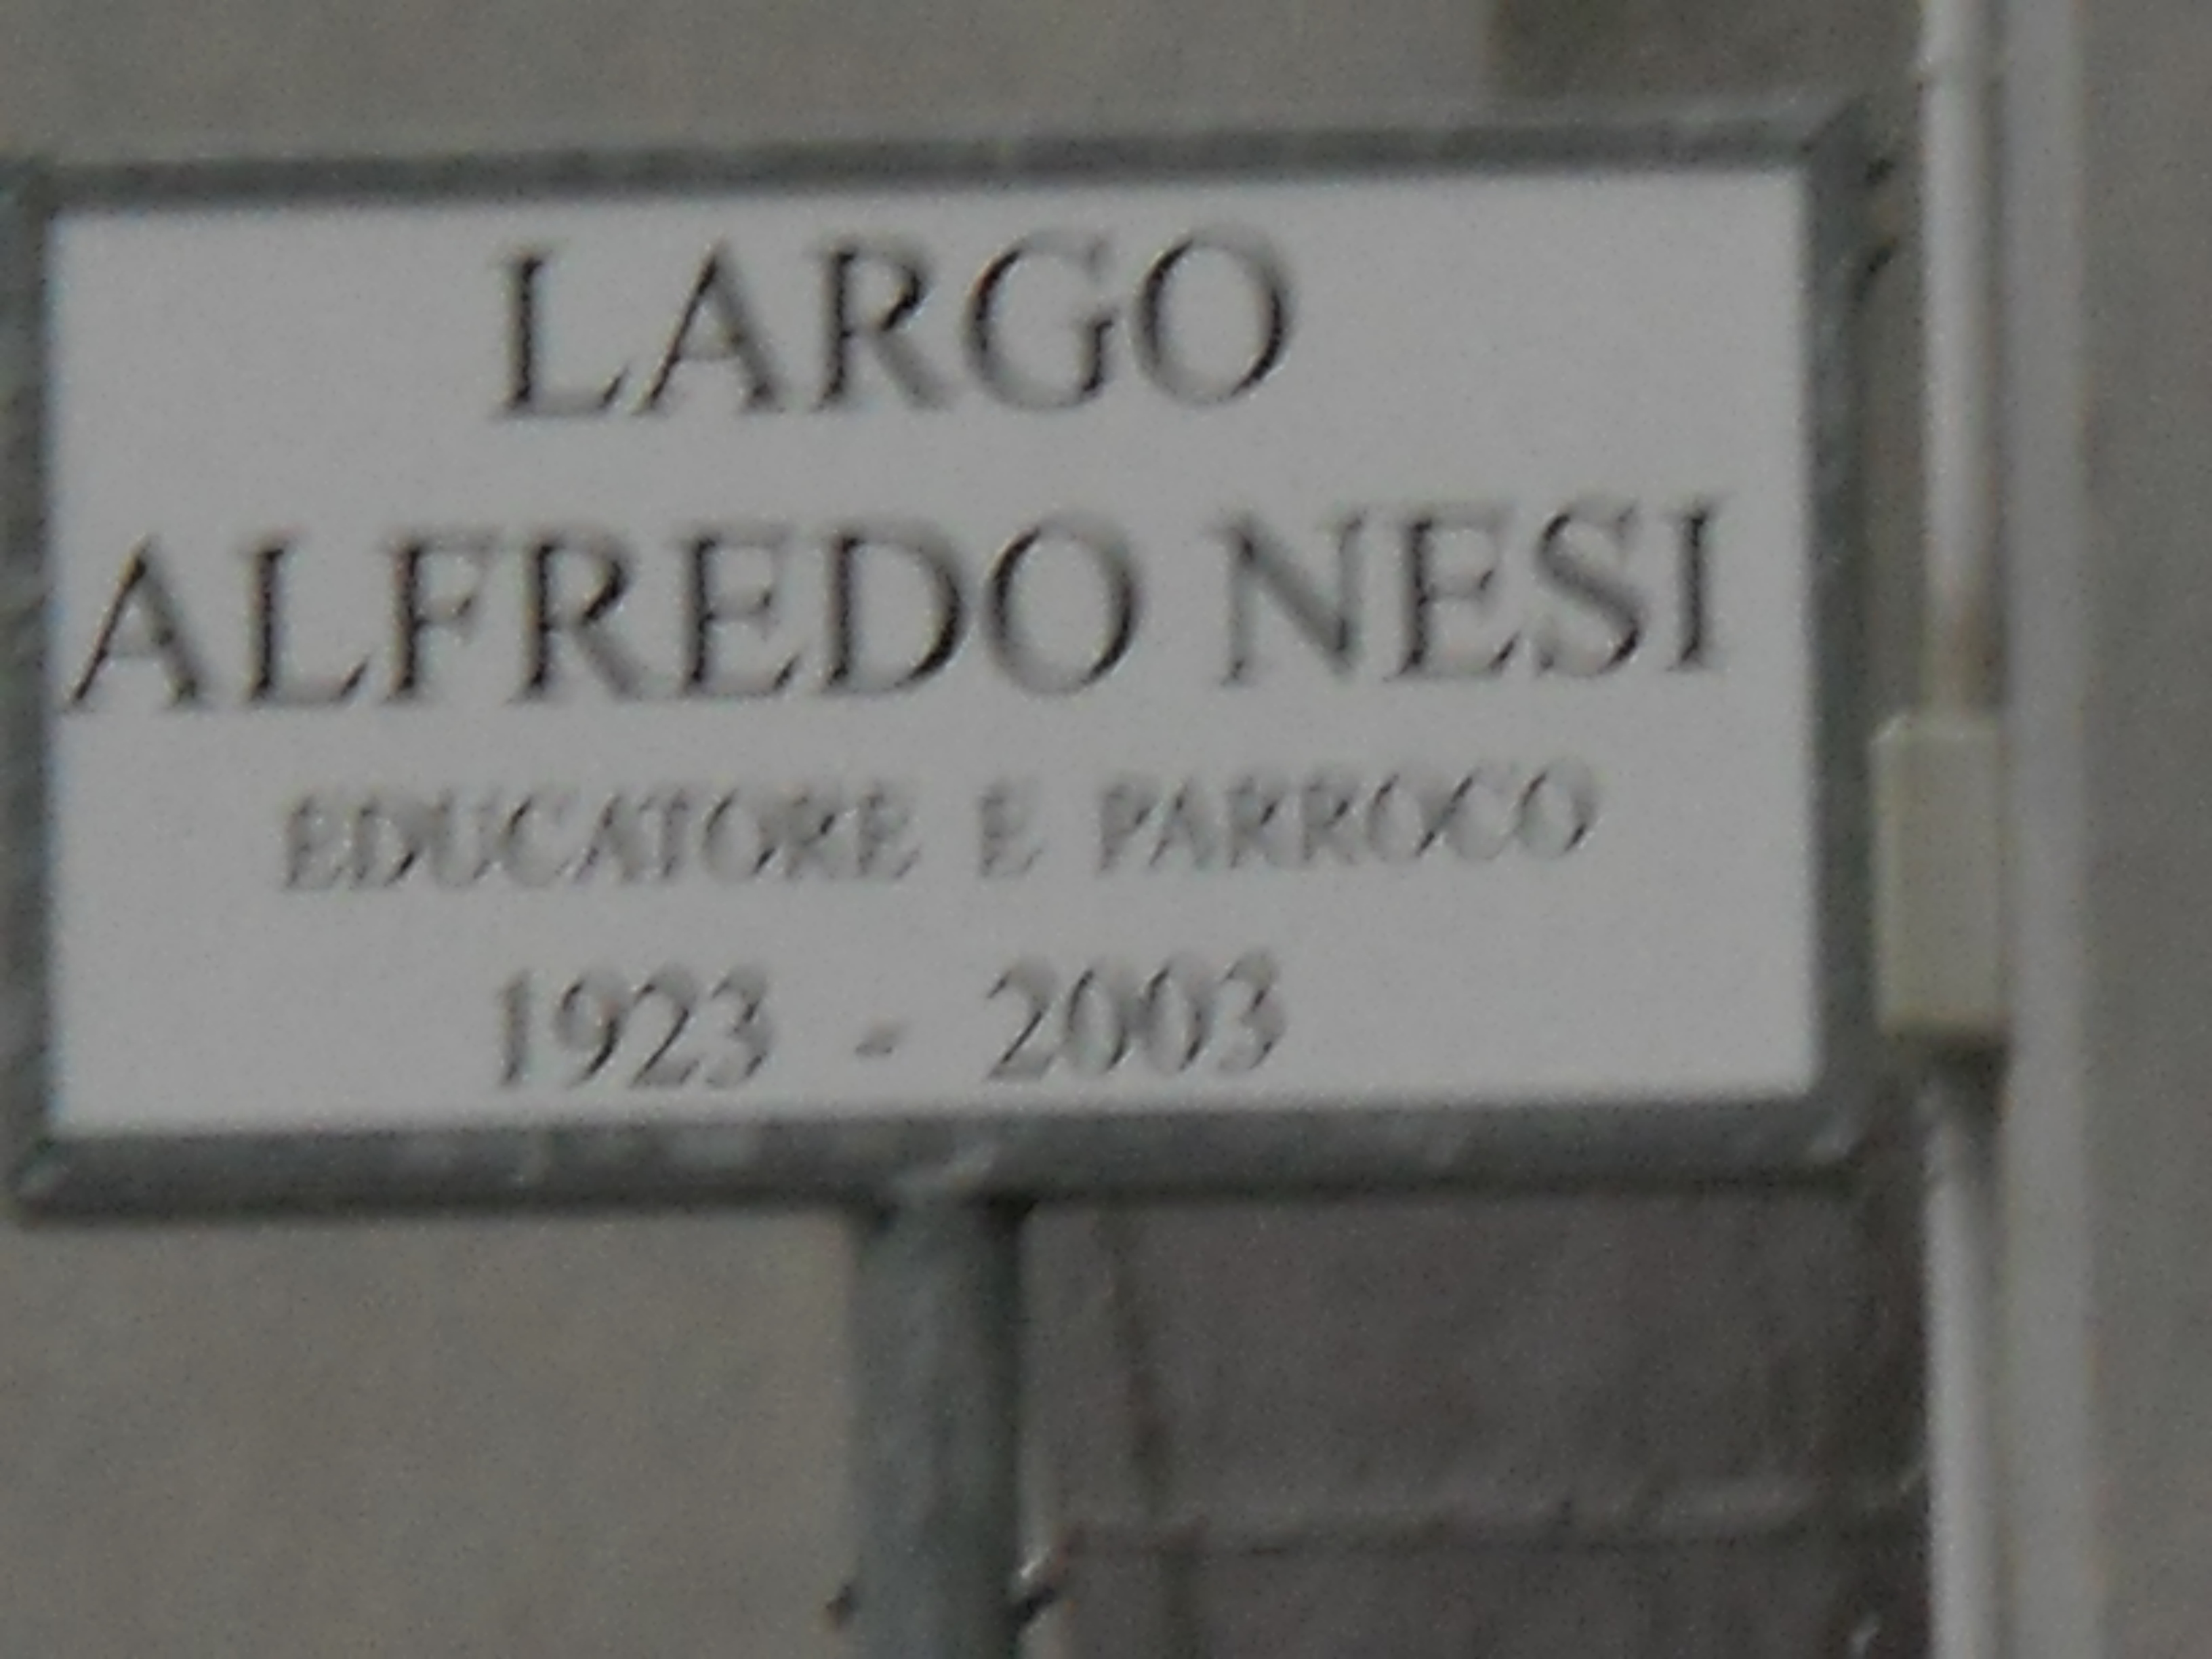 LARGO
ALFREDO NESI
EDUCATORE E PARROCO
1923 - 2003